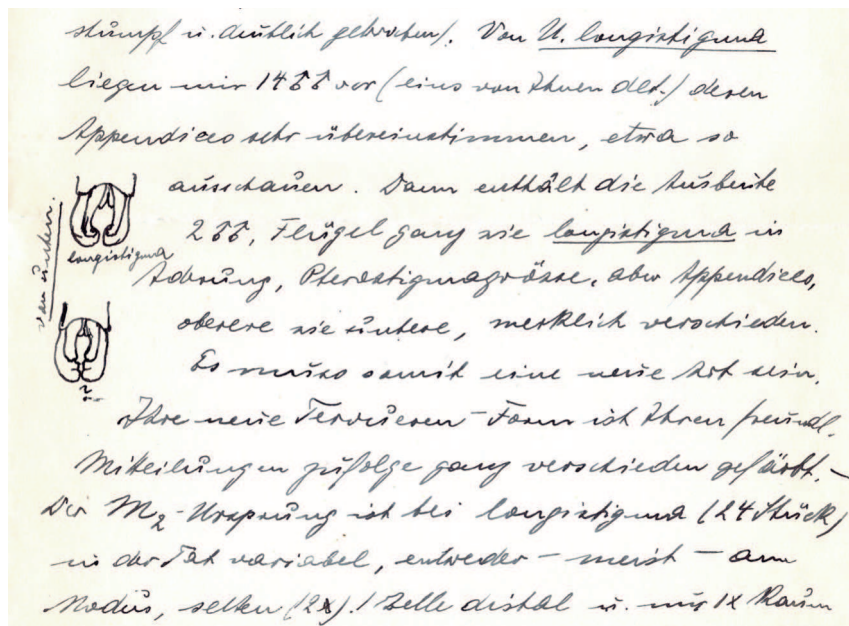 stumpf u. deutlich gebrochen). Von U. longistigma
liegen mir 14 ♂♂ vor (eins von Ihnen det.) deren
Appendices sehr übereinstimmen, etwa so
ausschauen. Dann enthält die Ausbeute
2 ♂♂, Flügel ganz wie longistigma in
longistigma
von unten.
Aderung, Pterostigmagrösse, aber Appendices,
obere wie untere, merklich verschieden.
Es muss somit eine neue Art sein.
?
Ihre neue Tervueren-Form ist Ihren freundl.
Mitteilungen zufolge ganz verschieden gefärbt. –
Der M2-Ursprung ist bei longistigma (24 Stück)
in der Tat variabel, entweder – meist – am
Nodus, selten (2x) 1 Zelle distal u. nur 1x kaum